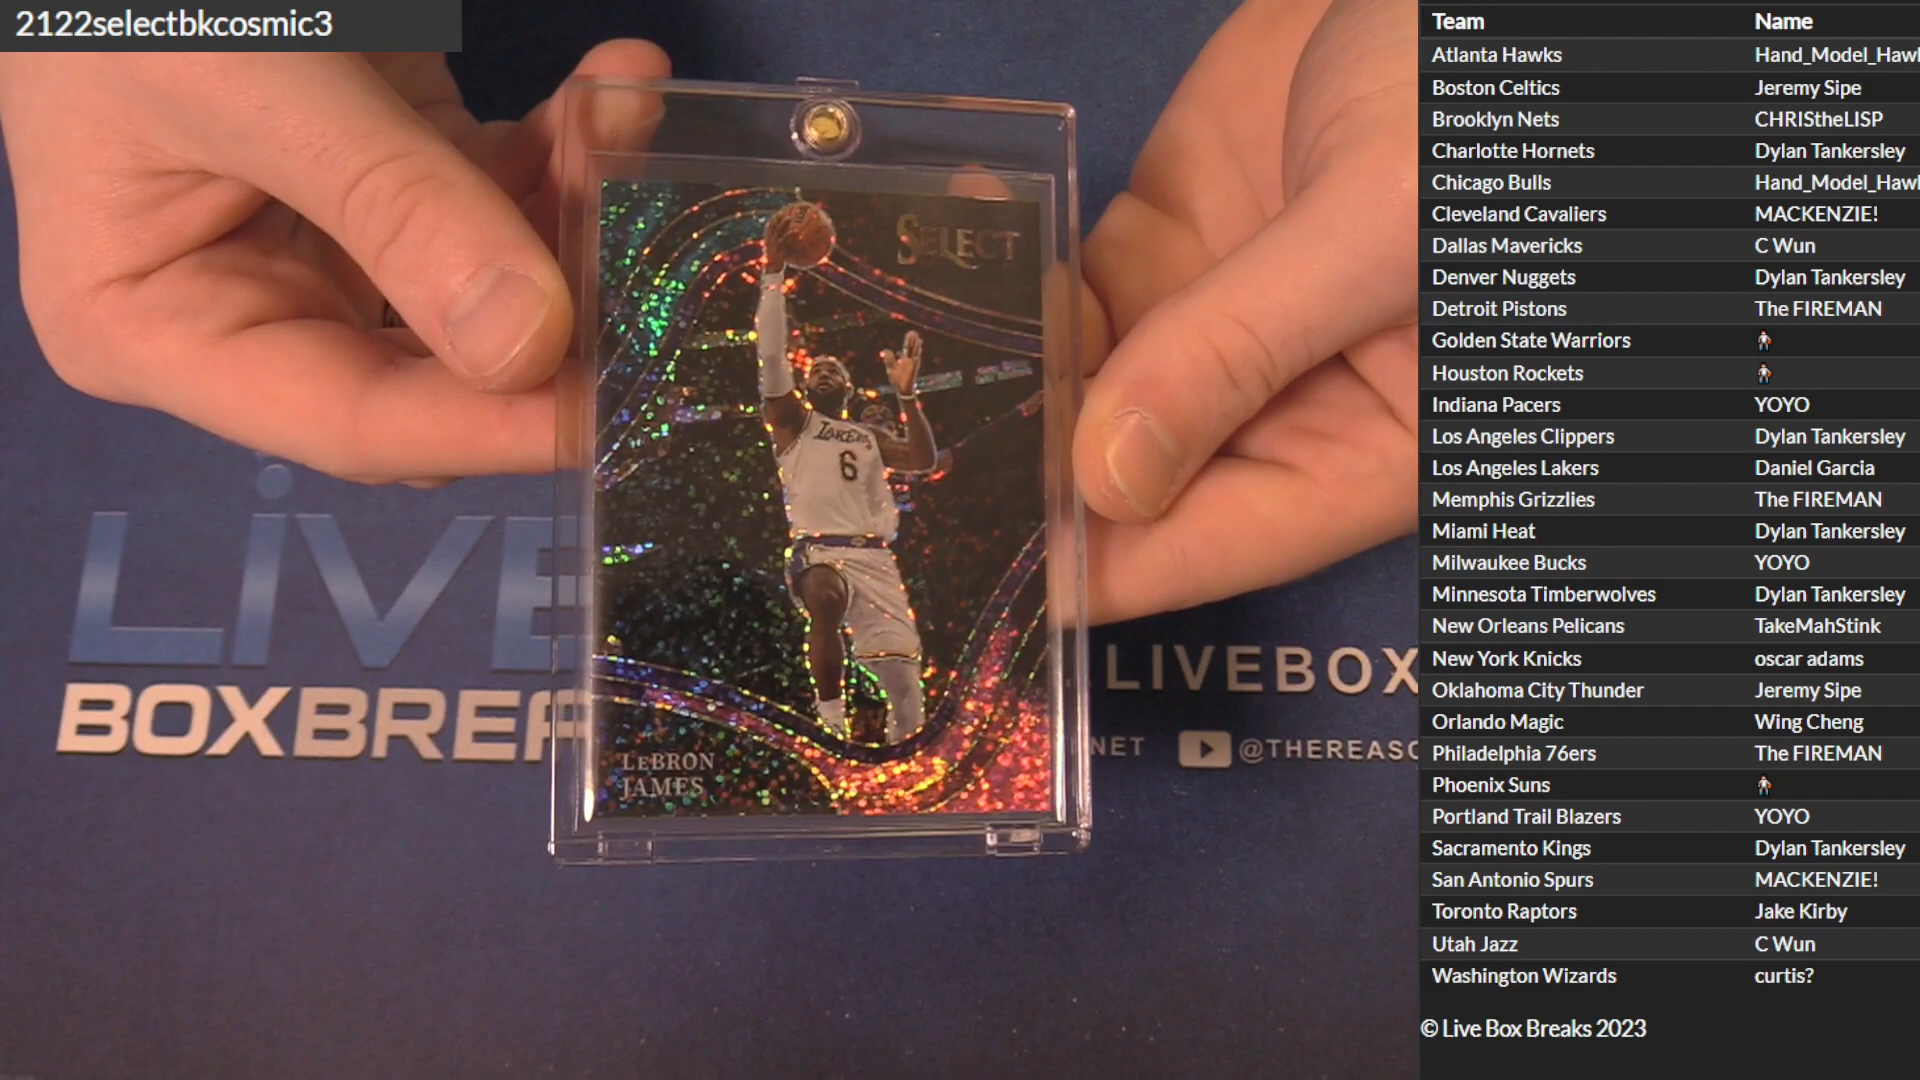 2122selectbkcosmic3
SELECT
LAKERS
6
LEBRON
JAMES
LIVE
BOXBREA
LIVEBOX
NET
@THEREASO
Team Name
Atlanta Hawks Hand_Model_Hawk
Boston Celtics Jeremy Sipe
Brooklyn Nets CHRIStheLISP
Charlotte Hornets Dylan Tankersley
Chicago Bulls Hand_Model_Hawk
Cleveland Cavaliers MACKENZIE!
Dallas Mavericks C Wun
Denver Nuggets Dylan Tankersley
Detroit Pistons The FIREMAN
Golden State Warriors
Houston Rockets
Indiana Pacers YOYO
Los Angeles Clippers Dylan Tankersley
Los Angeles Lakers Daniel Garcia
Memphis Grizzlies The FIREMAN
Miami Heat Dylan Tankersley
Milwaukee Bucks YOYO
Minnesota Timberwolves Dylan Tankersley
New Orleans Pelicans TakeMahStink
New York Knicks oscar adams
Oklahoma City Thunder Jeremy Sipe
Orlando Magic Wing Cheng
Philadelphia 76ers The FIREMAN
Phoenix Suns
Portland Trail Blazers YOYO
Sacramento Kings Dylan Tankersley
San Antonio Spurs MACKENZIE!
Toronto Raptors Jake Kirby
Utah Jazz C Wun
Washington Wizards curtis?
© Live Box Breaks 2023